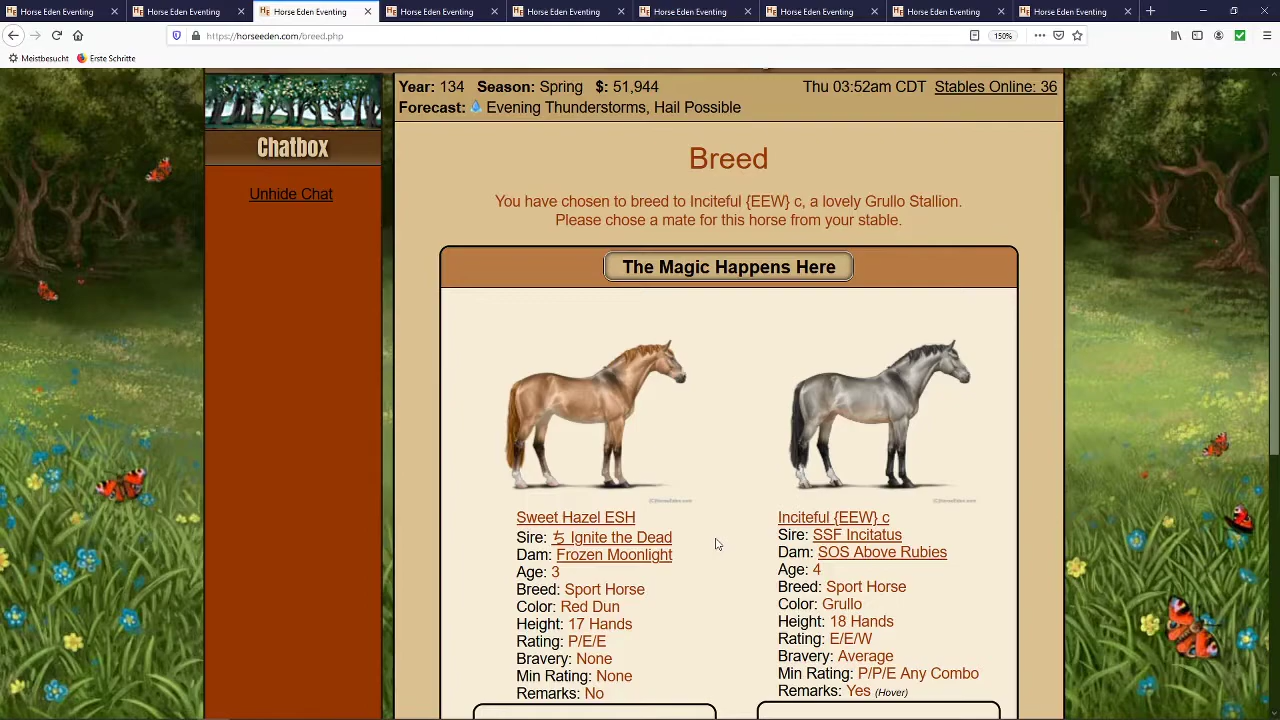 Horse Eden Eventing
Horse Eden Eventing
Horse Eden Eventing
Horse Eden Eventing
Horse Eden Eventing
Horse Eden Eventing
Horse Eden Eventing
Horse Eden Eventing
Horse Eden Eventing
https://horseeden.com/breed.php
150%
Meistbesucht Erste Schritte
Year: 134 Season: Spring $: 51,944 Thu 03:52am CDT Stables Online: 36
Forecast: Evening Thunderstorms, Hail Possible
Chatbox
Unhide Chat
Breed
You have chosen to breed to Inciteful {EEW} c, a lovely Grullo Stallion.
Please chose a mate for this horse from your stable.
The Magic Happens Here
(C)HorseEden.com
(C)HorseEden.com
Sweet Hazel ESH
Sire: ち Ignite the Dead
Dam: Frozen Moonlight
Age: 3
Breed: Sport Horse
Color: Red Dun
Height: 17 Hands
Rating: P/E/E
Bravery: None
Min Rating: None
Remarks: No
Inciteful {EEW} c
Sire: SSF Incitatus
Dam: SOS Above Rubies
Age: 4
Breed: Sport Horse
Color: Grullo
Height: 18 Hands
Rating: E/E/W
Bravery: Average
Min Rating: P/P/E Any Combo
Remarks: Yes (Hover)